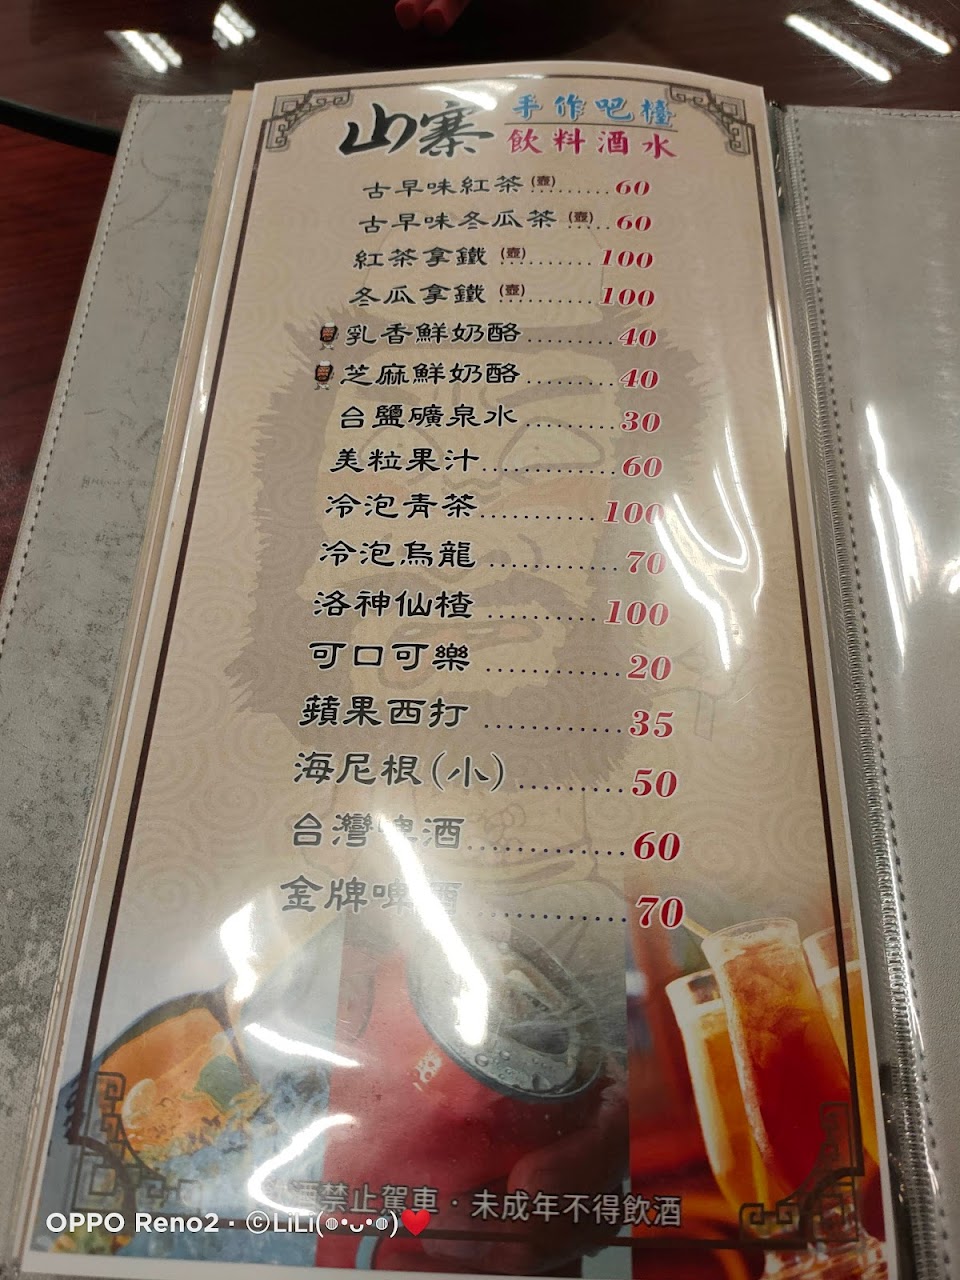 山寨 手作吧檯
飲料酒水
古早味紅茶(壺)........60
古早味冬瓜茶(壺).....60
紅茶拿鐵(壺).........100
冬瓜拿鐵(壺).........100
乳香鮮奶酪.........40
芝麻鮮奶酪.........40
台鹽礦泉水..........30
美粒果汁.............60
冷泡青茶............100
冷泡烏龍.............70
洛神仙楂............100
可口可樂.............20
蘋果西打.............35
海尼根(小)..........50
台灣啤酒.............60
金牌啤酒.............70
酒禁止駕車·未成年不得飲酒
OPPO Reno2 · ©LiLi(๑•ᴗ•๑)♥